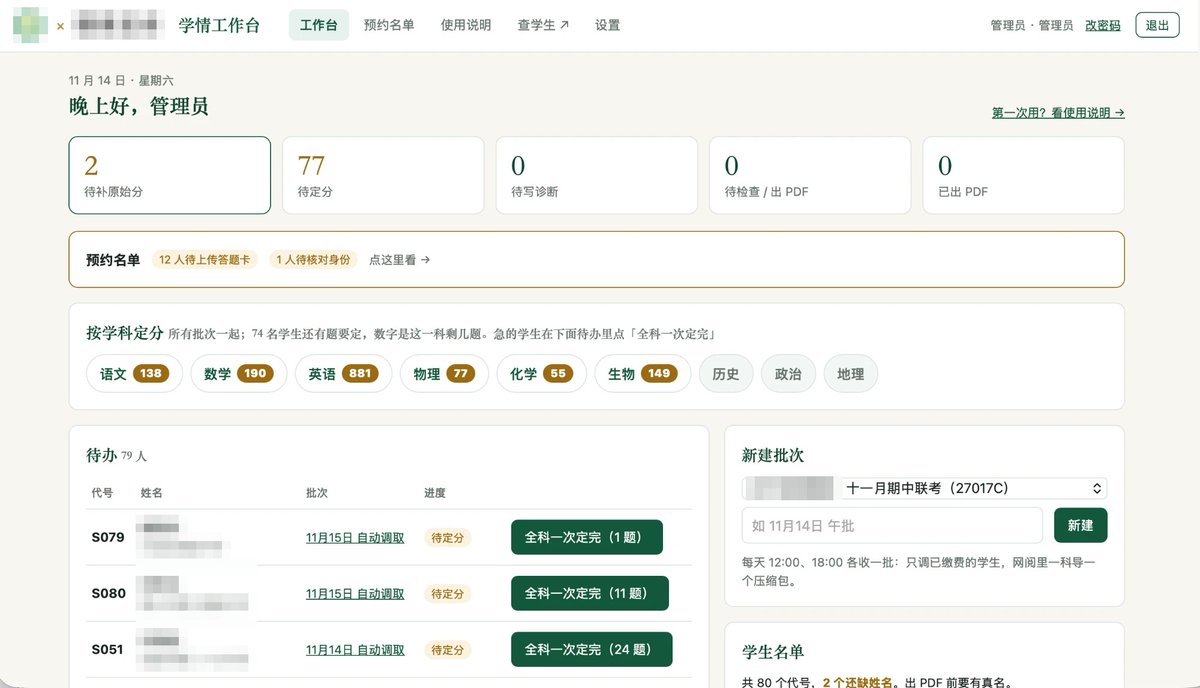 × 学情工作台 工作台 预约名单 使用说明 查学生 ↗ 设置 管理员 · 管理员 改密码 退出
11 月 14 日 · 星期六
晚上好，管理员
第一次用？看使用说明 →
2 77 0 0 0
待补原始分 待定分 待写诊断 待检查 / 出 PDF 已出 PDF
预约名单 12 人待上传答题卡 1 人待核对身份 点这里看 →
按学科定分 所有批次一起；74 名学生还有题要定，数字是这一科剩几题。急的学生在下面待办里点「全科一次定完」
语文 138 数学 190 英语 881 物理 77 化学 55 生物 149 历史 政治 地理
待办 79 人
代号 姓名 批次 进度
S079 11月15日 自动调取 待定分 全科一次定完（1 题）
S080 11月15日 自动调取 待定分 全科一次定完（11 题）
S051 11月14日 自动调取 待定分 全科一次定完（24 题）
新建批次
十一月期中联考（27017C）
如 11月14日 午批 新建
每天 12:00、18:00 各收一批：只调已缴费的学生，网阅里一科导一
个压缩包。
学生名单
共 80 个代号，2 个还缺姓名。出 PDF 前要有真名。